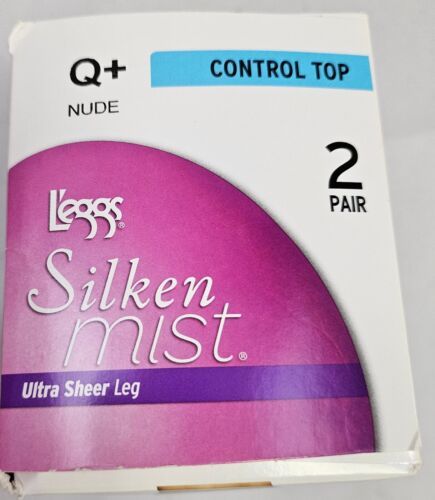 Q+
CONTROL TOP
NUDE
2
PAIR
L'eggs®
Silken
mist®
Ultra Sheer Leg